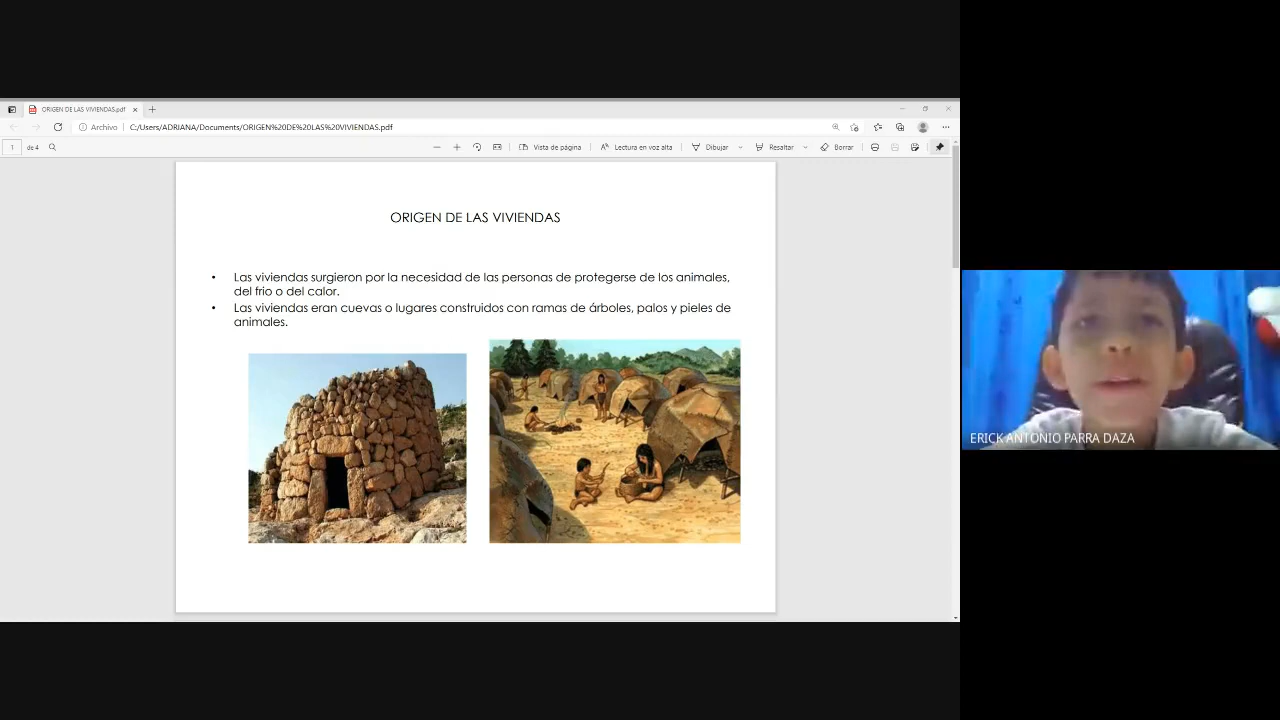 ORIGEN DE LAS VIVIENDAS.pdf
Archivo C:/Users/ADRIANA/Documents/ORIGEN%20DE%20LAS%20VIVIENDAS.pdf
1 de 4 Vista de página Lectura en voz alta Dibujar Resaltar Borrar
ORIGEN DE LAS VIVIENDAS
• Las viviendas surgieron por la necesidad de las personas de protegerse de los animales,
del frio o del calor.
• Las viviendas eran cuevas o lugares construidos con ramas de árboles, palos y pieles de
animales.
ERICK ANTONIO PARRA DAZA